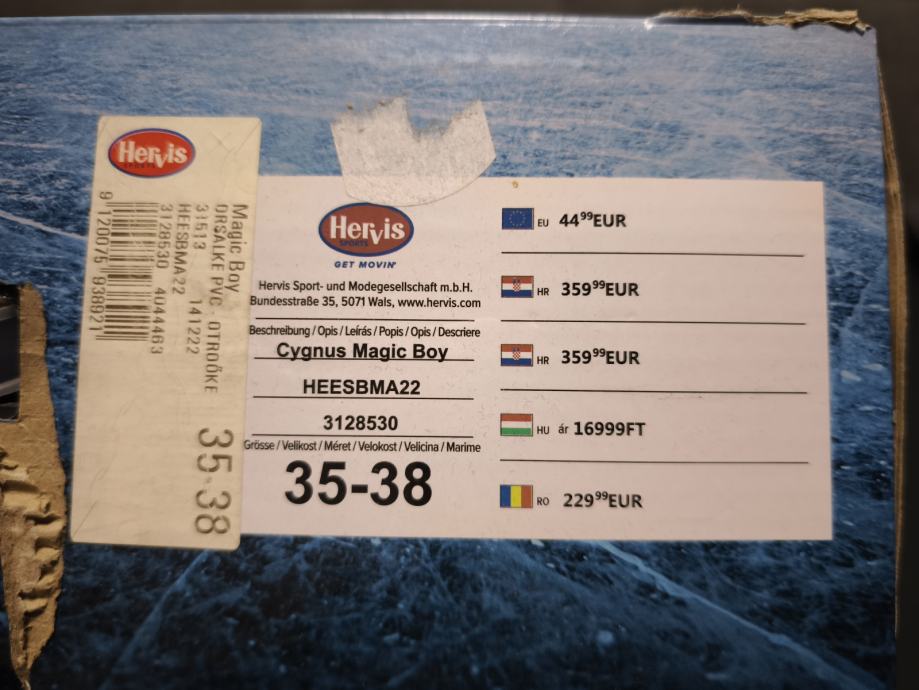 Hervis
Magic Boy
DRSALKE PVC - OTROŎKE
31513 141222
HEESBMA22
3128530 4044463
9 120075 938921
35-38
Hervis
SPORTS
GET MOVIN'
Hervis Sport- und Modegesellschaft m.b.H.
Bundesstraße 35, 5071 Wals, www.hervis.com
Beschreibung / Opis / Leírás / Popis / Opis / Descriere
Cygnus Magic Boy
HEESBMA22
3128530
Grösse / Velikost / Méret / Velokost / Velicina / Marime
35-38
EU 44⁹⁹EUR
HR 359⁹⁹EUR
HR 359⁹⁹EUR
HU ár 16999FT
RO 229⁹⁹EUR